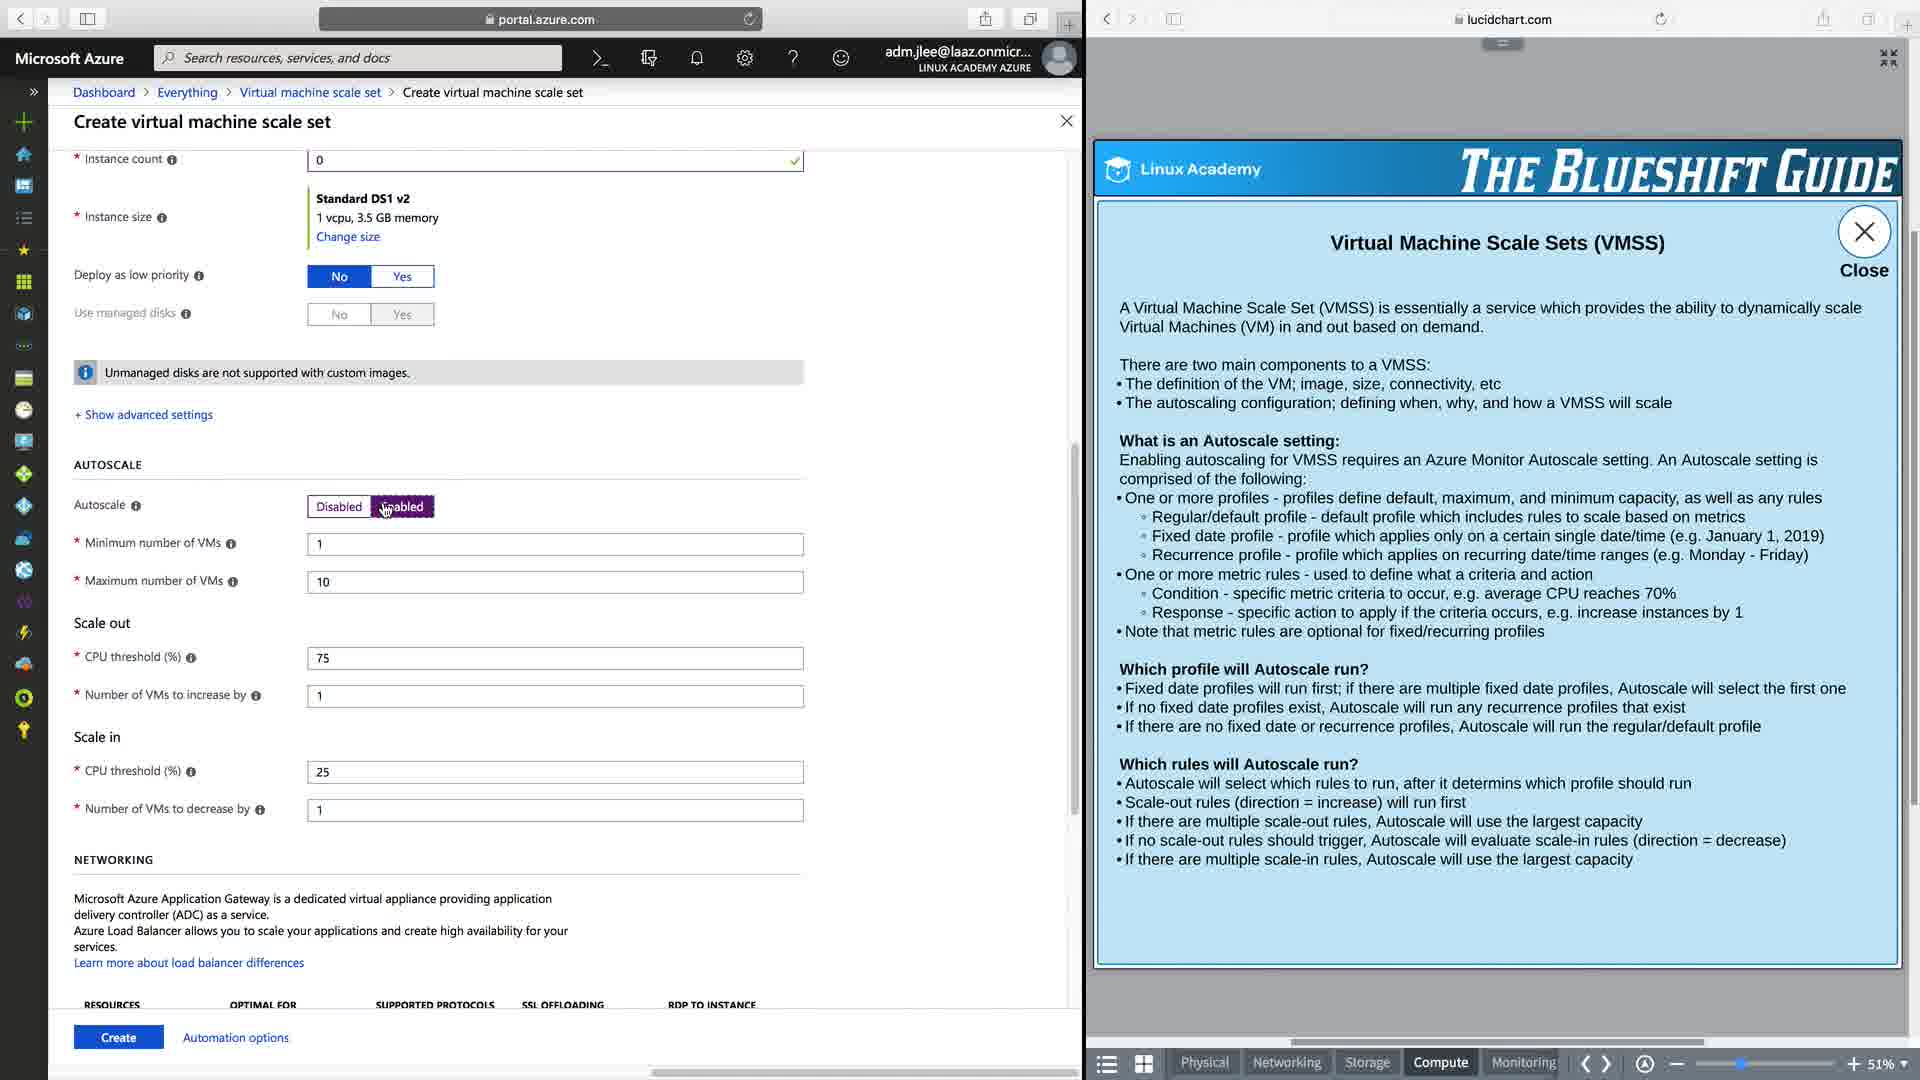 portal.azure.com
Microsoft Azure
Search resources, services, and docs
adm.jlee@laaz.onmicr...
LINUX ACADEMY AZURE
Dashboard > Everything > Virtual machine scale set > Create virtual machine scale set
Create virtual machine scale set
* Instance count
0
* Instance size
Standard DS1 v2
1 vcpu, 3.5 GB memory
Change size
Deploy as low priority
No Yes
Use managed disks
No Yes
Unmanaged disks are not supported with custom images.
+ Show advanced settings
AUTOSCALE
Autoscale
Disabled Enabled
* Minimum number of VMs
1
* Maximum number of VMs
10
Scale out
* CPU threshold (%)
75
* Number of VMs to increase by
1
Scale in
* CPU threshold (%)
25
* Number of VMs to decrease by
1
NETWORKING
Microsoft Azure Application Gateway is a dedicated virtual appliance providing application
delivery controller (ADC) as a service.
Azure Load Balancer allows you to scale your applications and create high availability for your
services.
Learn more about load balancer differences
RESOURCES OPTIMAL FOR SUPPORTED PROTOCOLS SSL OFFLOADING RDP TO INSTANCE
Create Automation options
lucidchart.com
Linux Academy
THE BLUESHIFT GUIDE
Virtual Machine Scale Sets (VMSS)
Close
A Virtual Machine Scale Set (VMSS) is essentially a service which provides the ability to dynamically scale
Virtual Machines (VM) in and out based on demand.
There are two main components to a VMSS:
• The definition of the VM; image, size, connectivity, etc
• The autoscaling configuration; defining when, why, and how a VMSS will scale
What is an Autoscale setting:
Enabling autoscaling for VMSS requires an Azure Monitor Autoscale setting. An Autoscale setting is
comprised of the following:
• One or more profiles - profiles define default, maximum, and minimum capacity, as well as any rules
◦ Regular/default profile - default profile which includes rules to scale based on metrics
◦ Fixed date profile - profile which applies only on a certain single date/time (e.g. January 1, 2019)
◦ Recurrence profile - profile which applies on recurring date/time ranges (e.g. Monday - Friday)
• One or more metric rules - used to define what a criteria and action
◦ Condition - specific metric criteria to occur, e.g. average CPU reaches 70%
◦ Response - specific action to apply if the criteria occurs, e.g. increase instances by 1
• Note that metric rules are optional for fixed/recurring profiles
Which profile will Autoscale run?
• Fixed date profiles will run first; if there are multiple fixed date profiles, Autoscale will select the first one
• If no fixed date profiles exist, Autoscale will run any recurrence profiles that exist
• If there are no fixed date or recurrence profiles, Autoscale will run the regular/default profile
Which rules will Autoscale run?
• Autoscale will select which rules to run, after it determins which profile should run
• Scale-out rules (direction = increase) will run first
• If there are multiple scale-out rules, Autoscale will use the largest capacity
• If no scale-out rules should trigger, Autoscale will evaluate scale-in rules (direction = decrease)
• If there are multiple scale-in rules, Autoscale will use the largest capacity
Physical Networking Storage Compute Monitoring 51%